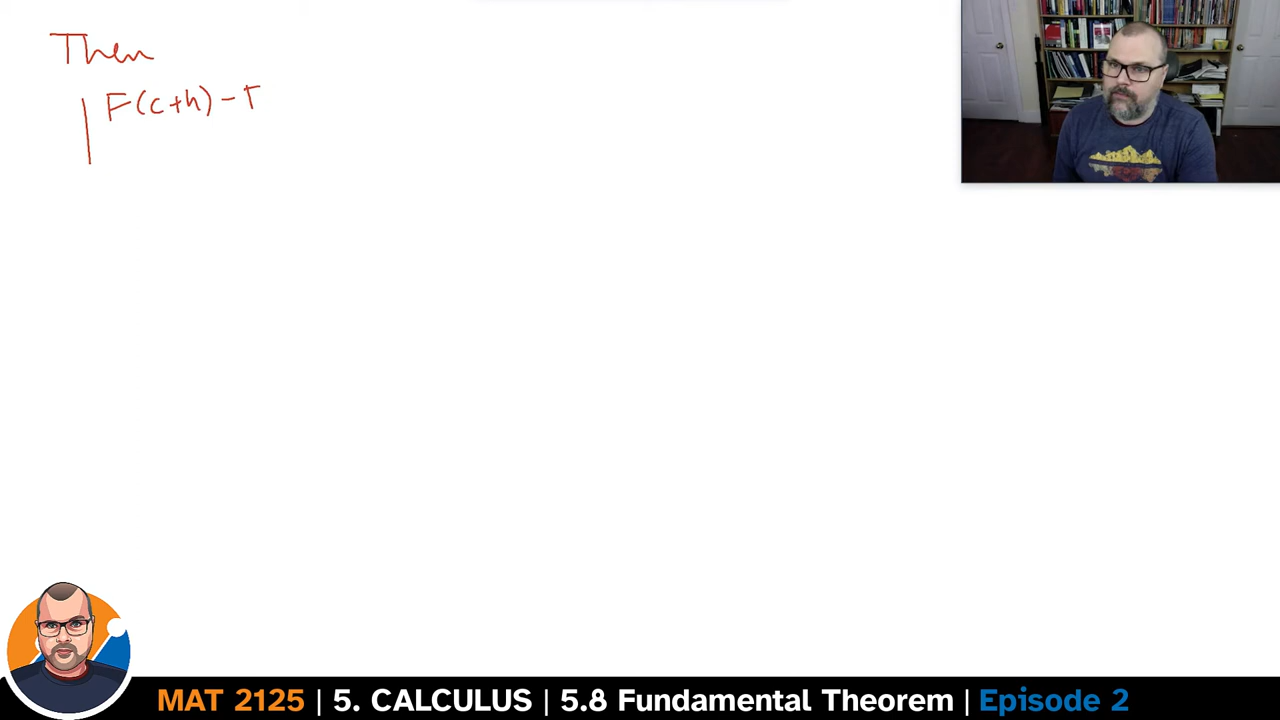 Then
| F(c+h) - F
MAT 2125 | 5. CALCULUS | 5.8 Fundamental Theorem | Episode 2